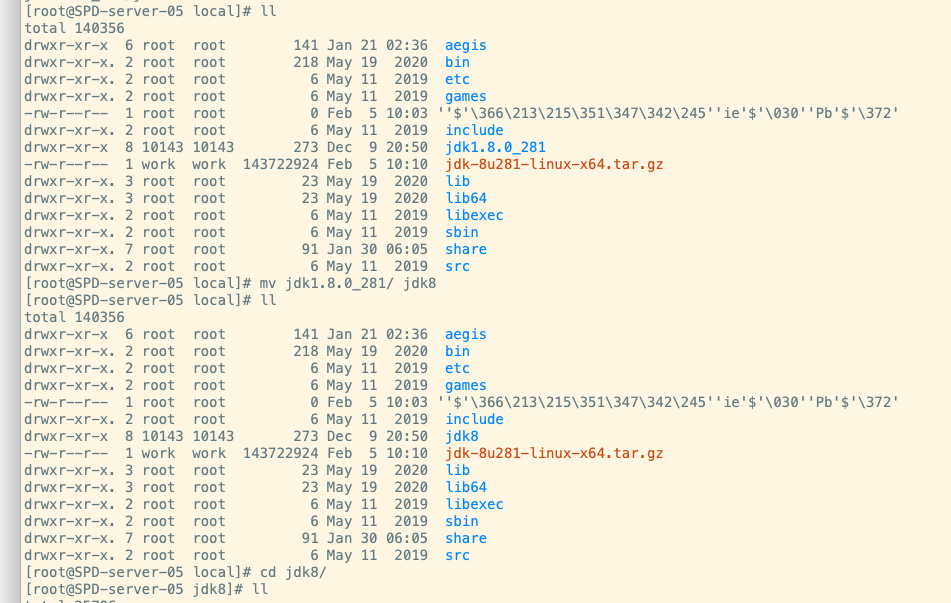 [root@SPD-server-05 local]# ll
total 140356
drwxr-xr-x  6 root  root        141 Jan 21 02:36  aegis
drwxr-xr-x. 2 root  root        218 May 19  2020  bin
drwxr-xr-x. 2 root  root          6 May 11  2019  etc
drwxr-xr-x. 2 root  root          6 May 11  2019  games
-rw-r--r--  1 root  root          0 Feb  5 10:03 ''$'\366\213\215\351\347\342\245''ie'$'\030''Pb'$'\372'
drwxr-xr-x. 2 root  root          6 May 11  2019  include
drwxr-xr-x  8 10143 10143       273 Dec  9 20:50  jdk1.8.0_281
-rw-r--r--  1 work  work  143722924 Feb  5 10:10  jdk-8u281-linux-x64.tar.gz
drwxr-xr-x. 3 root  root         23 May 19  2020  lib
drwxr-xr-x. 3 root  root         23 May 19  2020  lib64
drwxr-xr-x. 2 root  root          6 May 11  2019  libexec
drwxr-xr-x. 2 root  root          6 May 11  2019  sbin
drwxr-xr-x. 7 root  root         91 Jan 30 06:05  share
drwxr-xr-x. 2 root  root          6 May 11  2019  src
[root@SPD-server-05 local]# mv jdk1.8.0_281/ jdk8
[root@SPD-server-05 local]# ll
total 140356
drwxr-xr-x  6 root  root        141 Jan 21 02:36  aegis
drwxr-xr-x. 2 root  root        218 May 19  2020  bin
drwxr-xr-x. 2 root  root          6 May 11  2019  etc
drwxr-xr-x. 2 root  root          6 May 11  2019  games
-rw-r--r--  1 root  root          0 Feb  5 10:03 ''$'\366\213\215\351\347\342\245''ie'$'\030''Pb'$'\372'
drwxr-xr-x. 2 root  root          6 May 11  2019  include
drwxr-xr-x  8 10143 10143       273 Dec  9 20:50  jdk8
-rw-r--r--  1 work  work  143722924 Feb  5 10:10  jdk-8u281-linux-x64.tar.gz
drwxr-xr-x. 3 root  root         23 May 19  2020  lib
drwxr-xr-x. 3 root  root         23 May 19  2020  lib64
drwxr-xr-x. 2 root  root          6 May 11  2019  libexec
drwxr-xr-x. 2 root  root          6 May 11  2019  sbin
drwxr-xr-x. 7 root  root         91 Jan 30 06:05  share
drwxr-xr-x. 2 root  root          6 May 11  2019  src
[root@SPD-server-05 local]# cd jdk8/
[root@SPD-server-05 jdk8]# ll